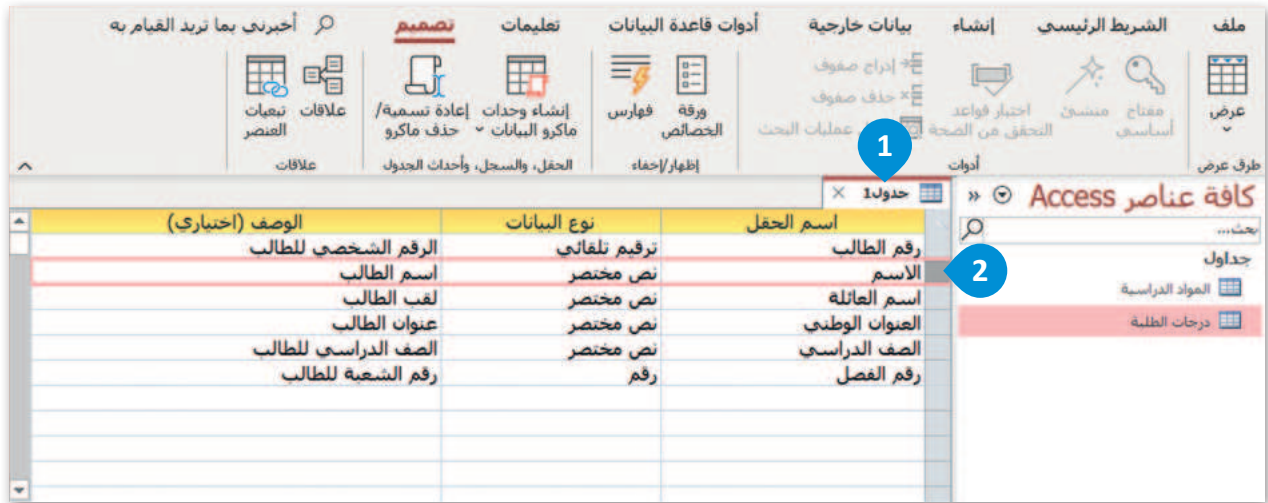 ملف الشريط الرئيسي إنشاء بيانات خارجية أدوات قاعدة البيانات تعليمات تصميم أخبرني بما تريد القيام به
عرض
مفتاح أساسي
منشئ
اختبار قواعد التحقق من الصحة
إدراج صفوف
حذف صفوف
عمليات البحث
ورقة الخصائص
فهارس
إنشاء وحدات ماكرو البيانات
إعادة تسمية/ حذف ماكرو
علاقات
تبعيات العنصر
طرق عرض
أدوات
إظهار/إخفاء
الحقل، والسجل، وأحداث الجدول
علاقات
1
كافة عناصر Access
بحث...
جداول
المواد الدراسية
درجات الطلبة
جدول1
اسم الحقل نوع البيانات الوصف (اختياري)
رقم الطالب ترقيم تلقائي الرقم الشخصي للطالب
الاسم نص مختصر اسم الطالب
2
اسم العائلة نص مختصر لقب الطالب
العنوان الوطني نص مختصر عنوان الطالب
الصف الدراسي نص مختصر الصف الدراسي للطالب
رقم الفصل رقم رقم الشعبة للطالب